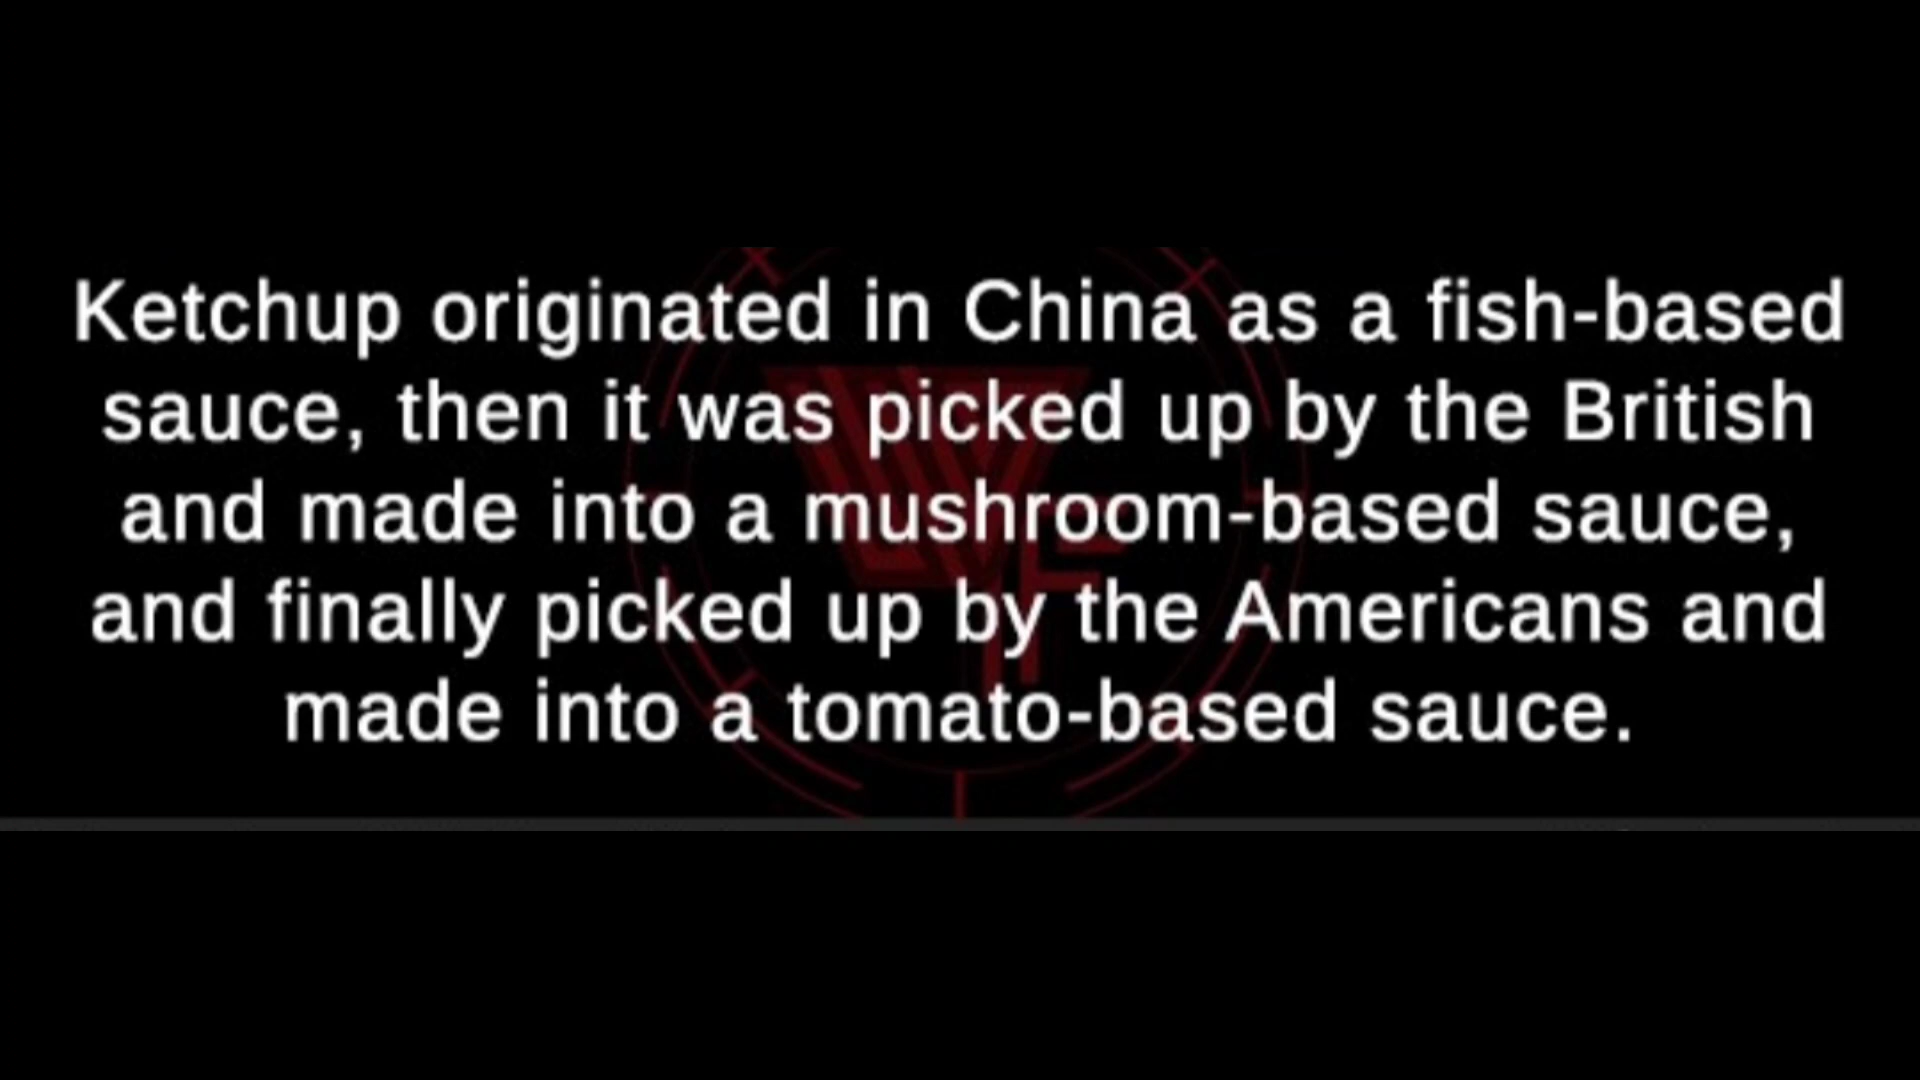 Ketchup originated in China as a fish-based
sauce, then it was picked up by the British
and made into a mushroom-based sauce,
and finally picked up by the Americans and
made into a tomato-based sauce.